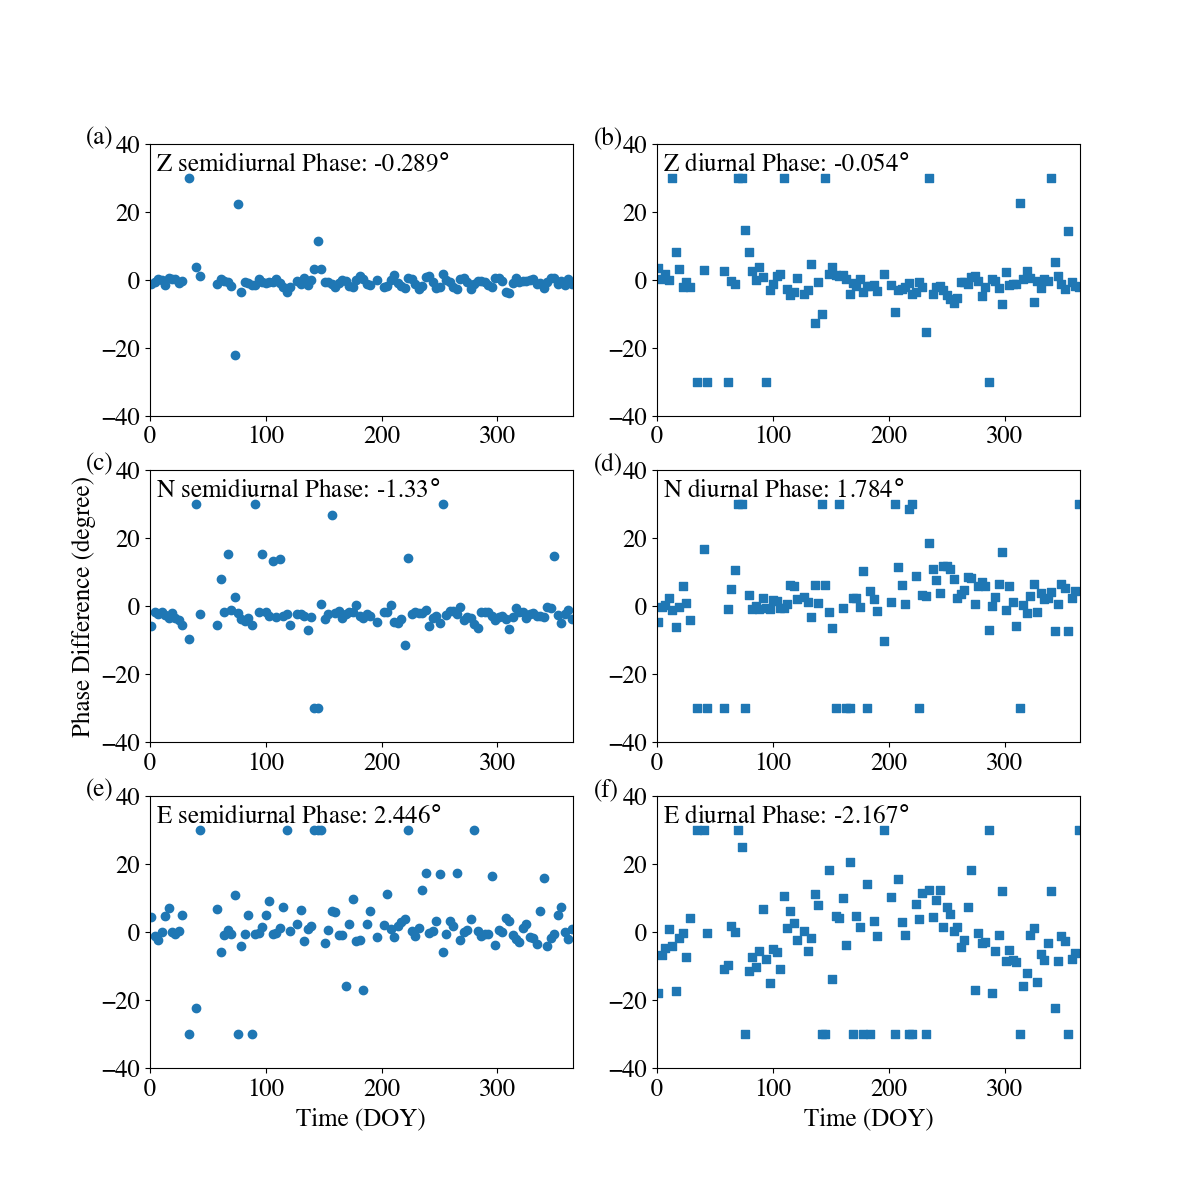 (a)
Z semidiurnal Phase: -0.289°
40
20
0
−20
−40
0 100 200 300
(b)
Z diurnal Phase: -0.054°
40
20
0
−20
−40
0 100 200 300
Phase Difference (degree)
(c)
N semidiurnal Phase: -1.33°
40
20
0
−20
−40
0 100 200 300
(d)
N diurnal Phase: 1.784°
40
20
0
−20
−40
0 100 200 300
(e)
E semidiurnal Phase: 2.446°
40
20
0
−20
−40
0 100 200 300
Time (DOY)
(f)
E diurnal Phase: -2.167°
40
20
0
−20
−40
0 100 200 300
Time (DOY)